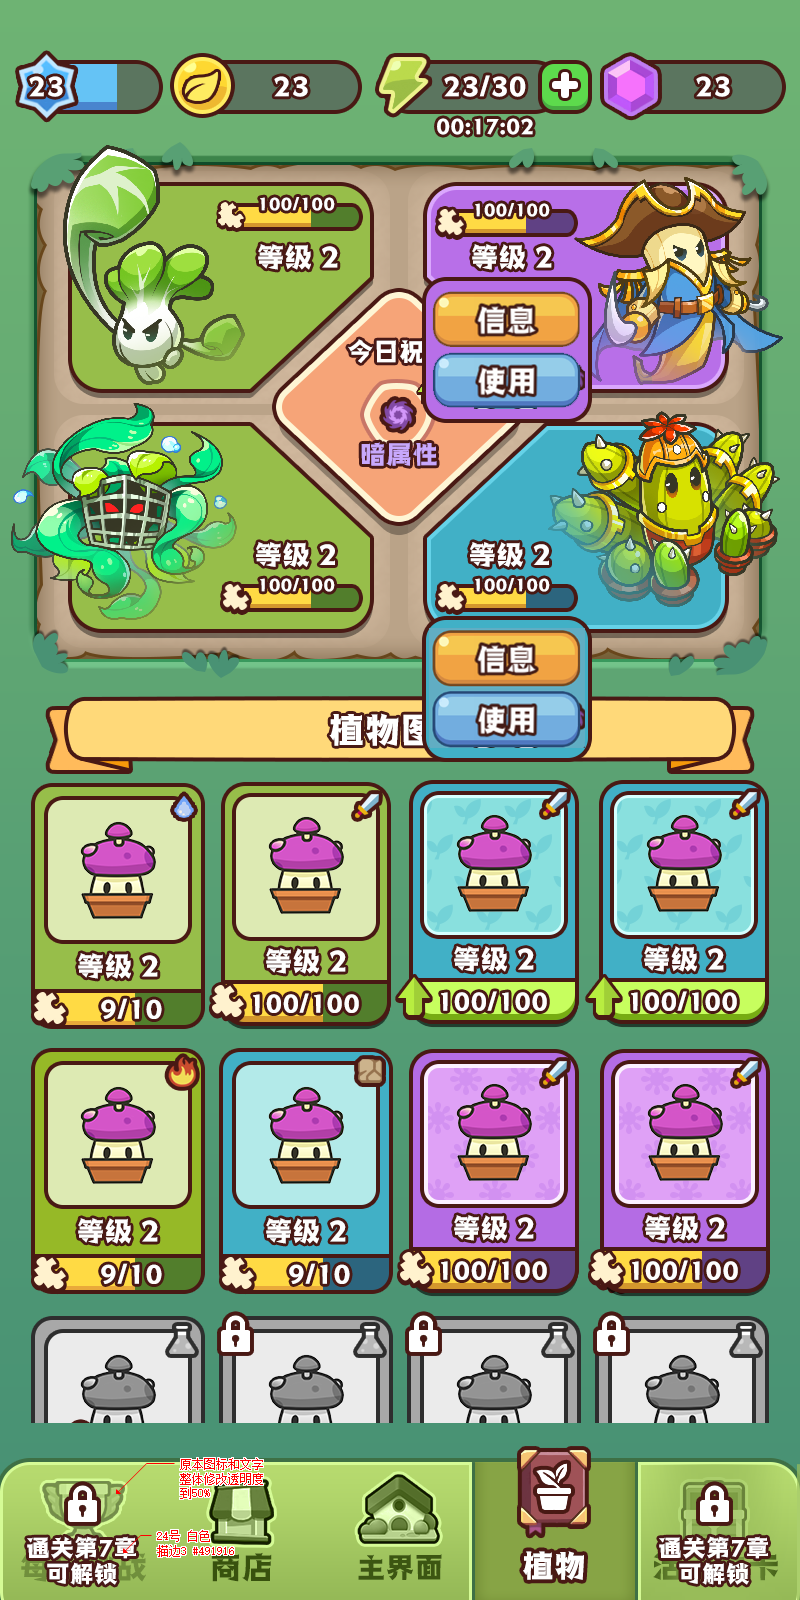 23
23
23/30
23
00:17:02
100/100
等级 2
100/100
等级 2
信息
使用
今日祝
暗属性
等级 2
100/100
等级 2
100/100
信息
使用
植物图
等级 2
等级 2
等级 2
等级 2
9/10
100/100
100/100
100/100
等级 2
等级 2
等级 2
等级 2
9/10
9/10
100/100
100/100
原本图标和文字
整体修改透明度
到50%
24号 白色
描边3 #491916
通关第7章
可解锁
商店
主界面
植物
通关第7章
可解锁